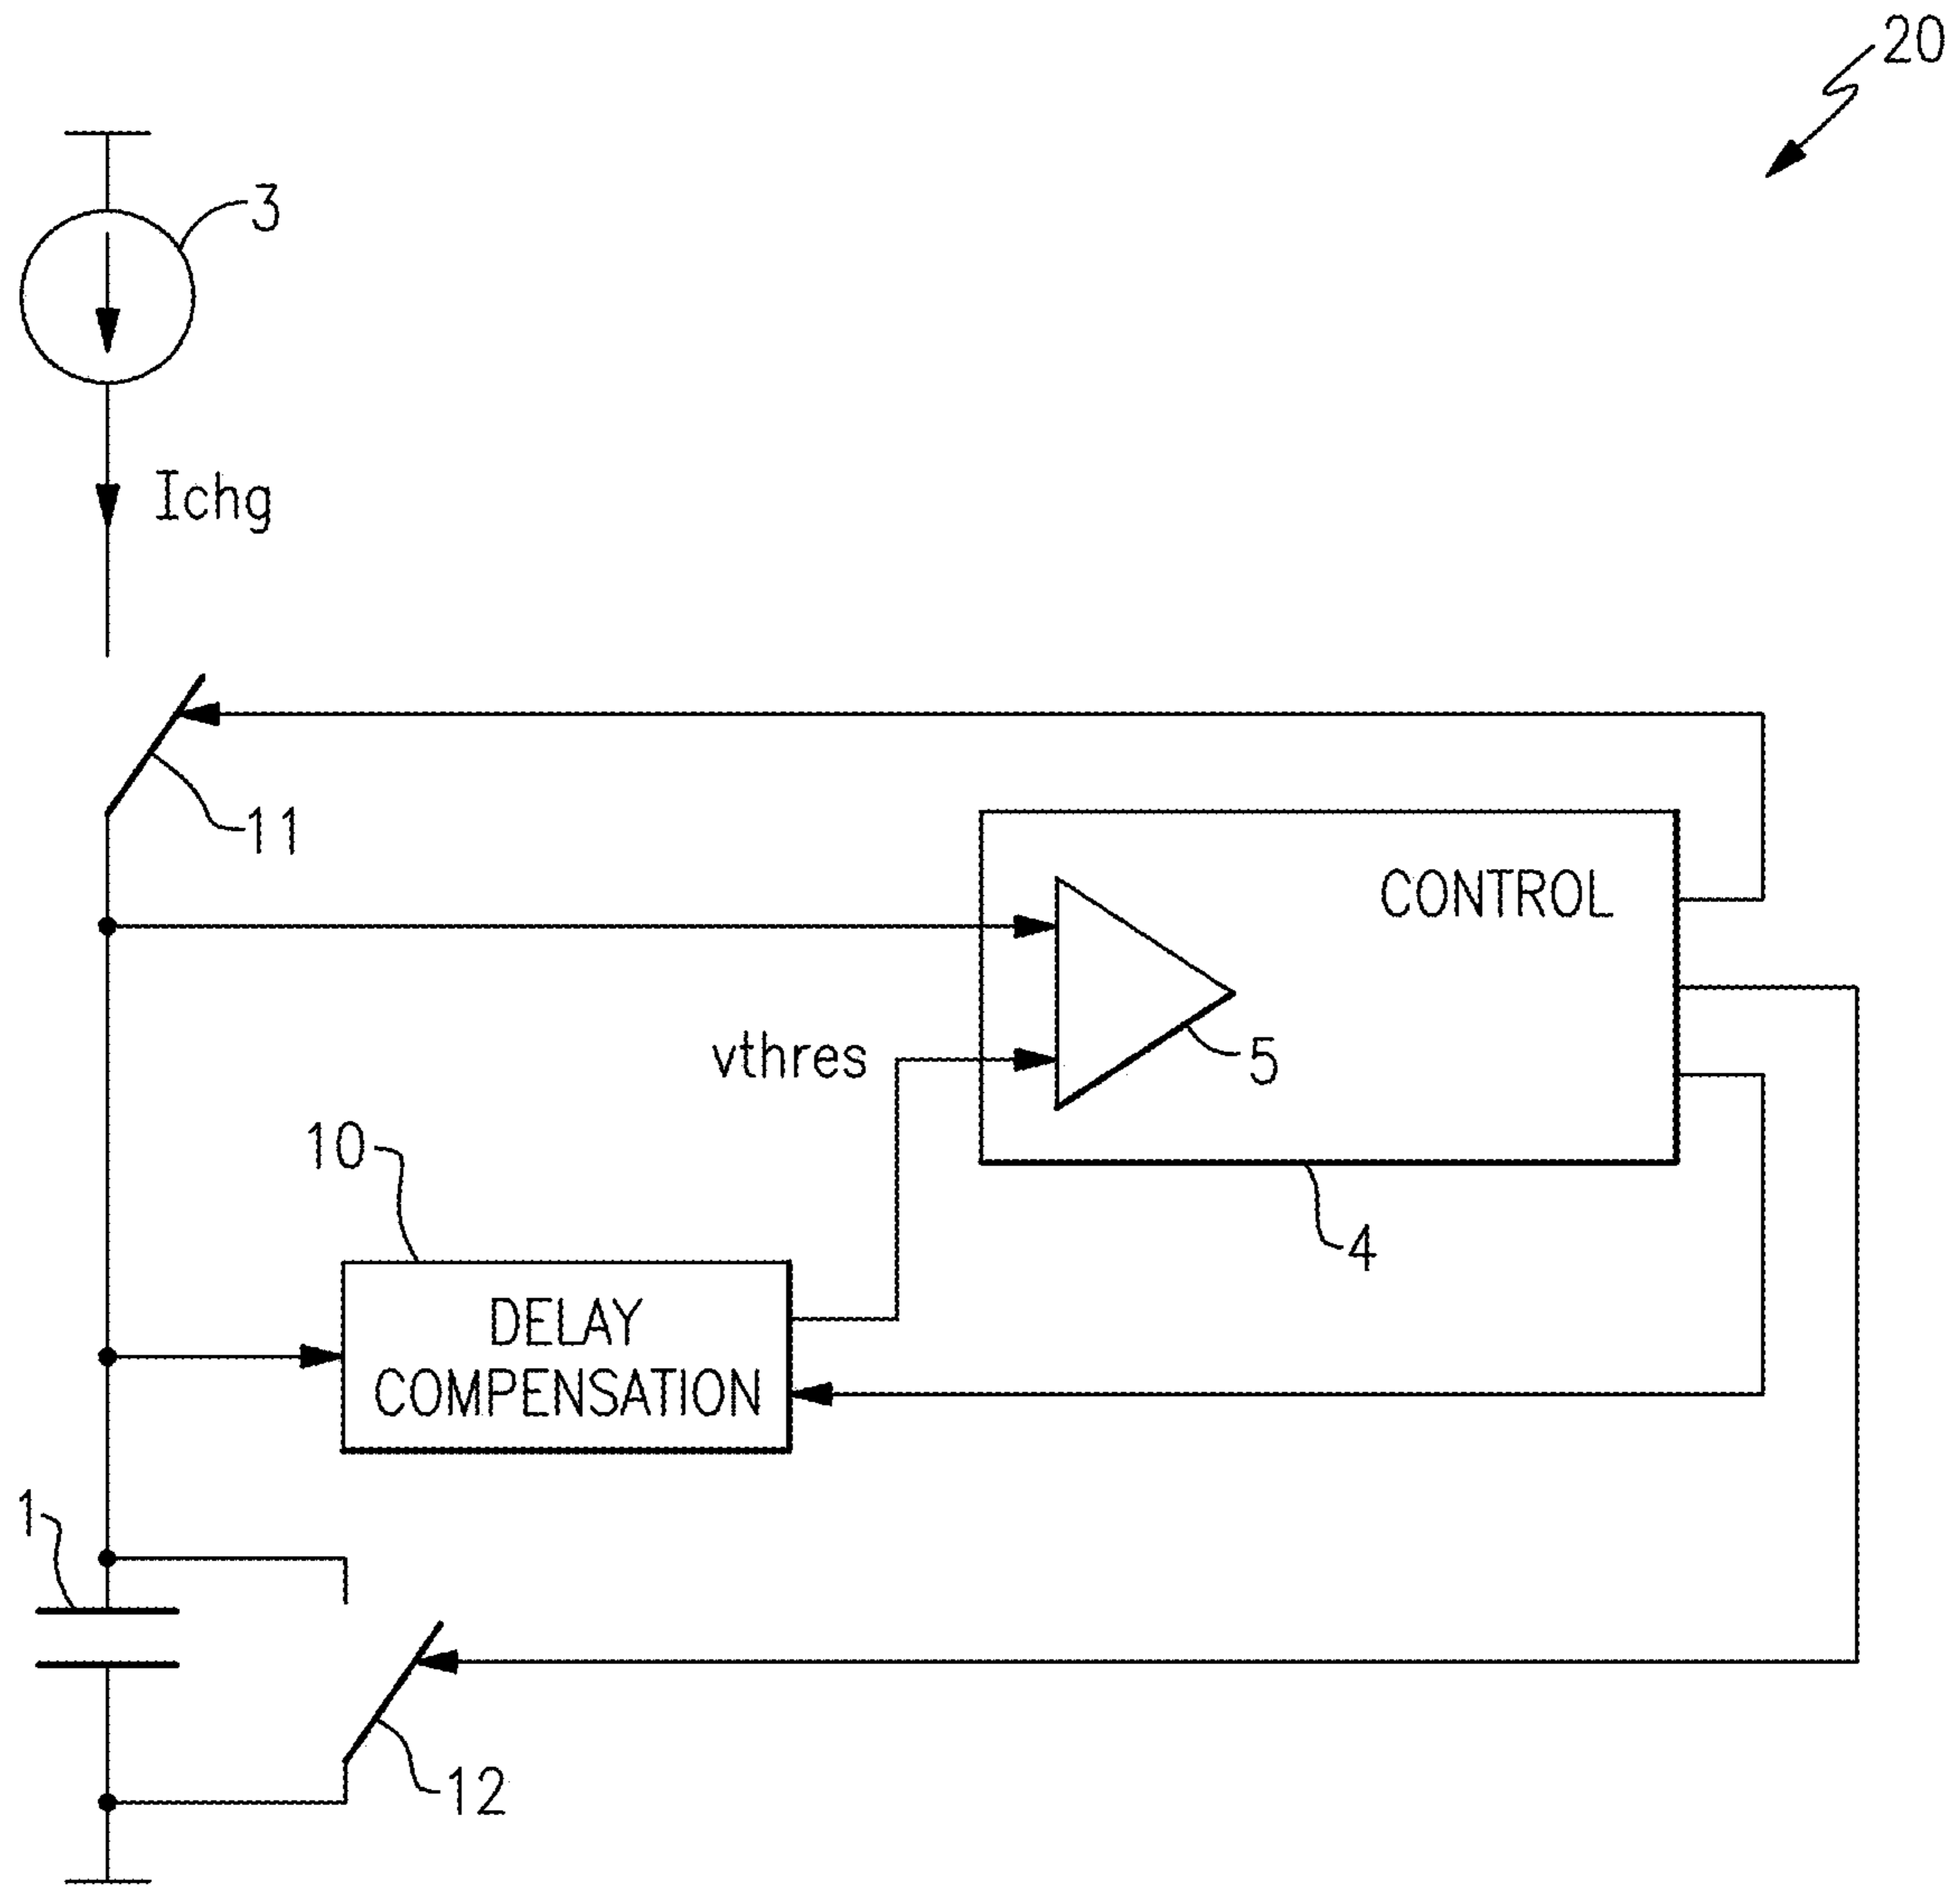 20
3
Ichg
11
CONTROL
vthres
5
10
4
DELAY
COMPENSATION
1
12